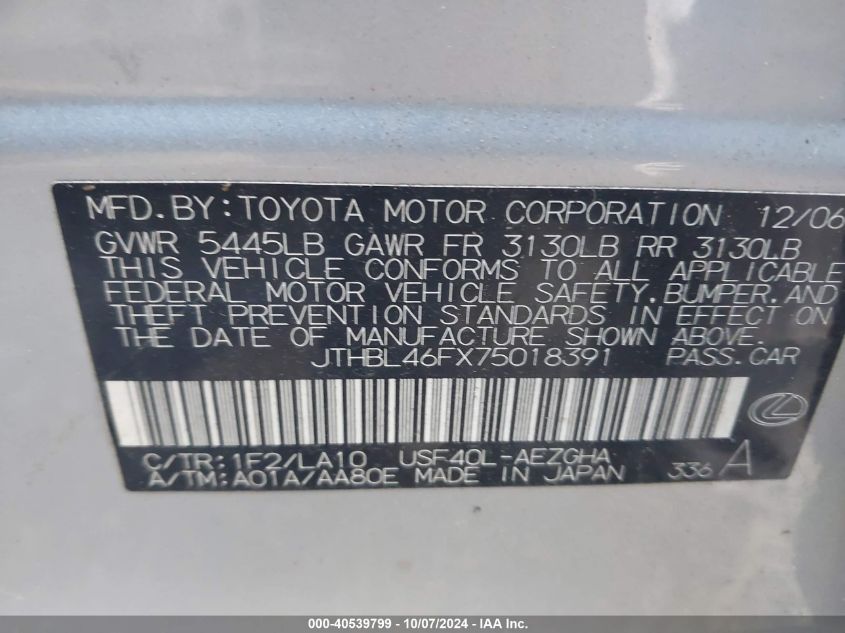 MFD.BY:TOYOTA MOTOR CORPORATION 12/06
GVWR 5445LB GAWR FR 3130LB RR 3130LB
THIS VEHICLE CONFORMS TO ALL APPLICABLE
FEDERAL MOTOR VEHICLE SAFETY.BUMPER.AND
THEFT PREVENTION STANDARDS IN EFFECT ON
THE DATE OF MANUFACTURE SHOWN ABOVE.
JTHBL46FX75018391 PASS.CAR
C/TR:1F2/LA10 USF40L-AEZGHA
A/TM:A01A/AA80E MADE IN JAPAN 336 A
000-40539799 - 10/07/2024 - IAA Inc.